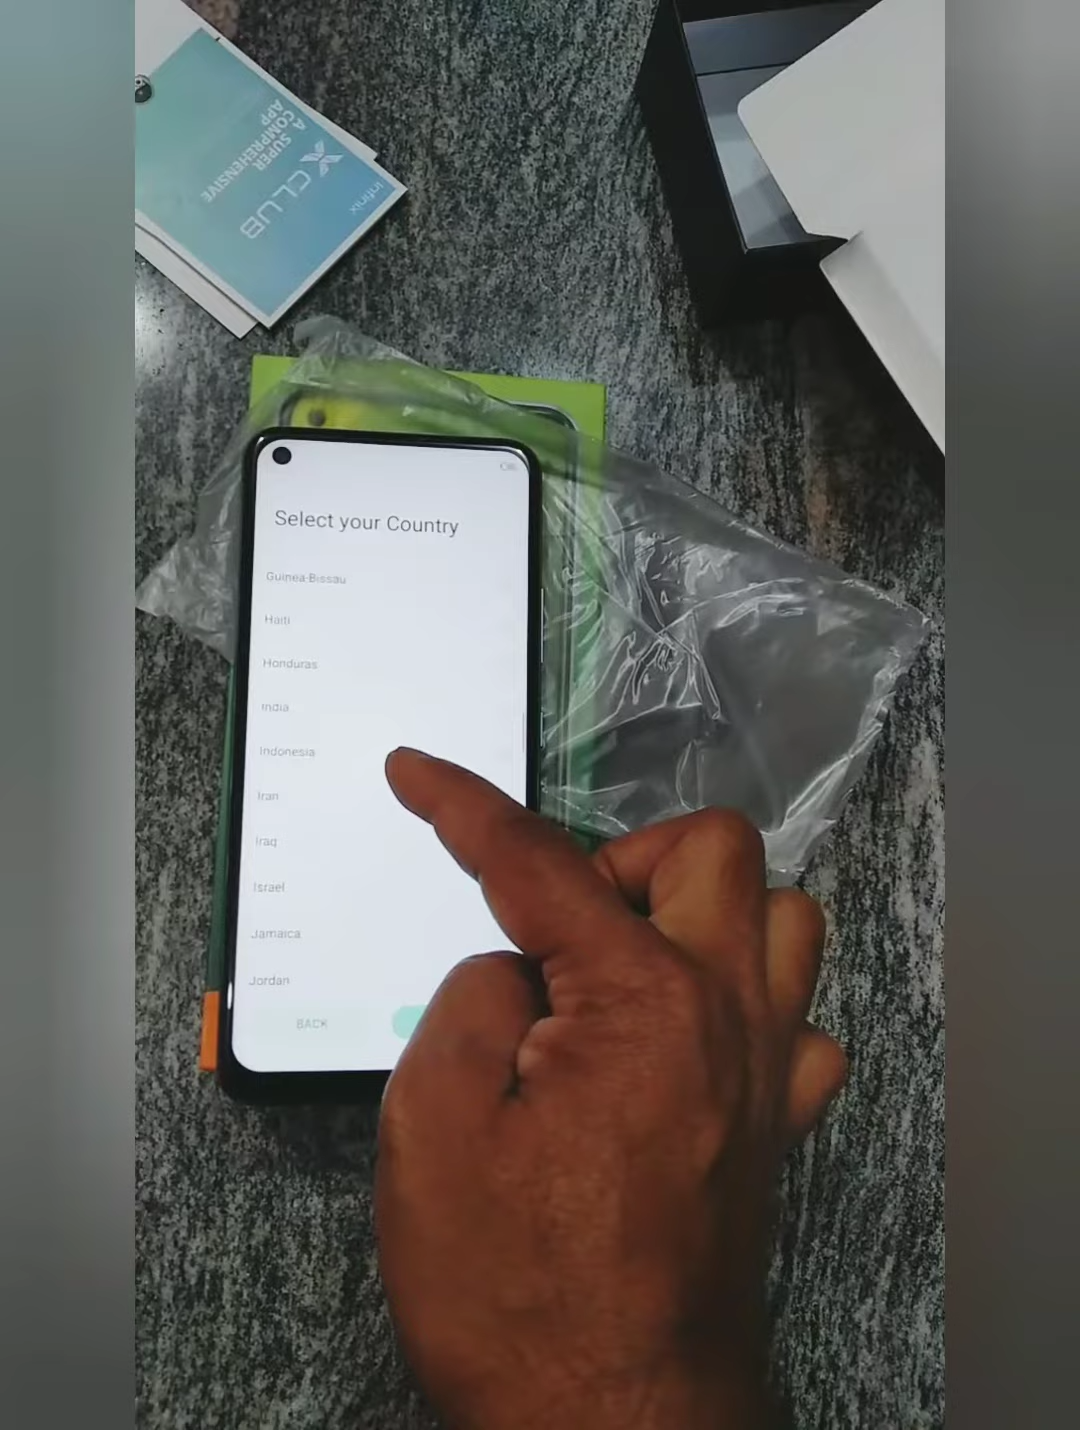 Infinix
X CLUB
A SUPER
COMPREHENSIVE
APP
Select your Country
Guinea-Bissau
Haiti
Honduras
India
Indonesia
Iran
Iraq
Israel
Jamaica
Jordan
BACK